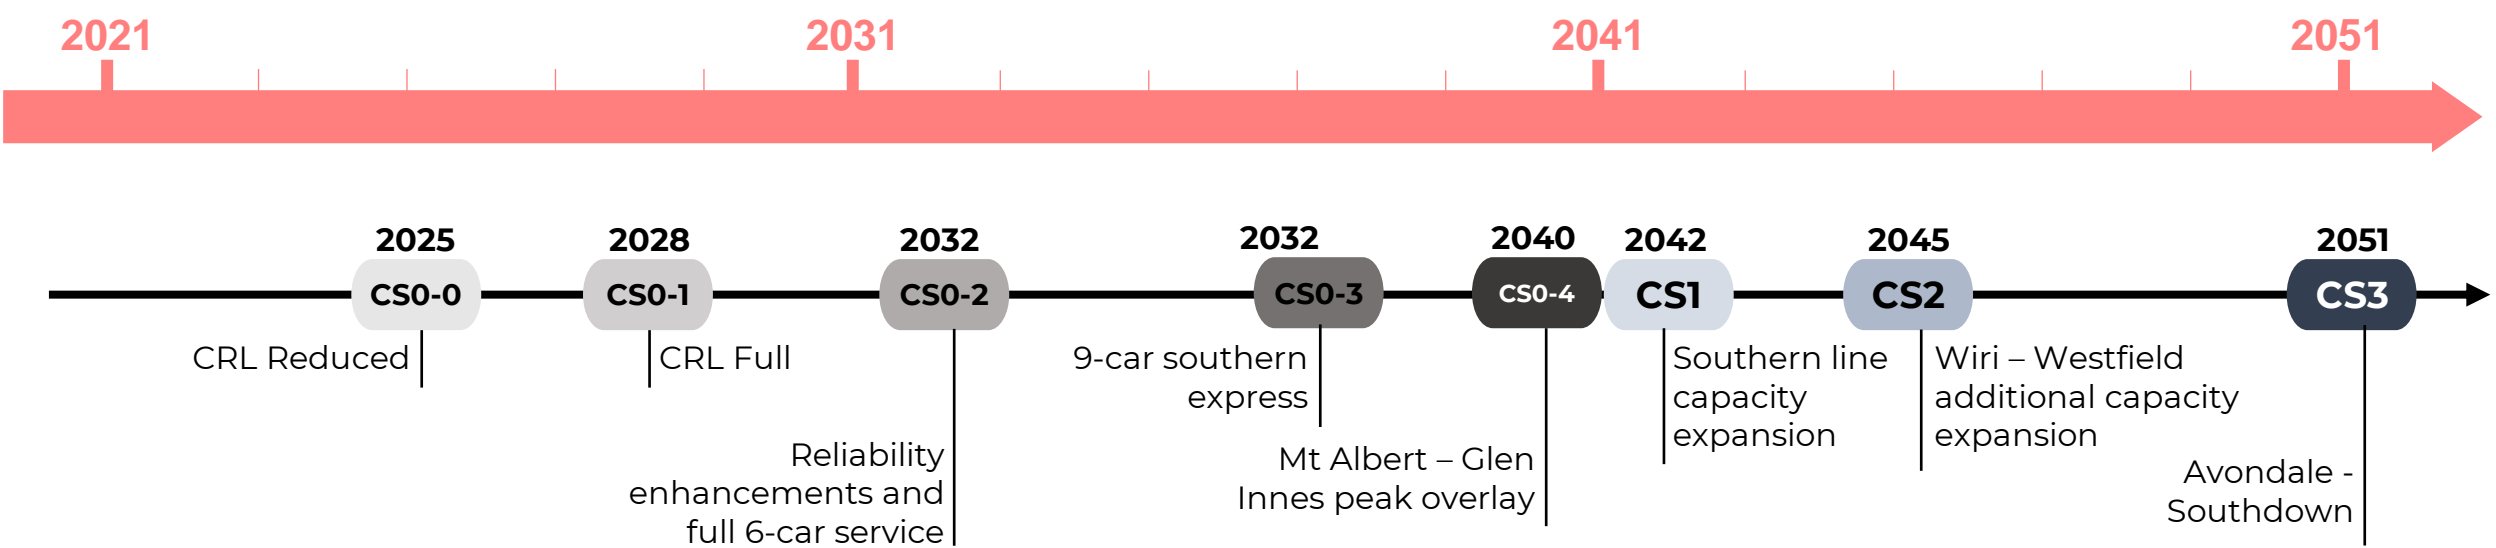 2021
2031
2041
2051
2025
2028
2032
2032
2040
2042
2045
2051
CS0-0
CS0-1
CS0-2
CS0-3
CS0-4
CS1
CS2
CS3
CRL Reduced
CRL Full
Reliability
enhancements and
full 6-car service
9-car southern
express
Mt Albert – Glen
Innes peak overlay
Southern line
capacity
expansion
Wiri – Westfield
additional capacity
expansion
Avondale -
Southdown